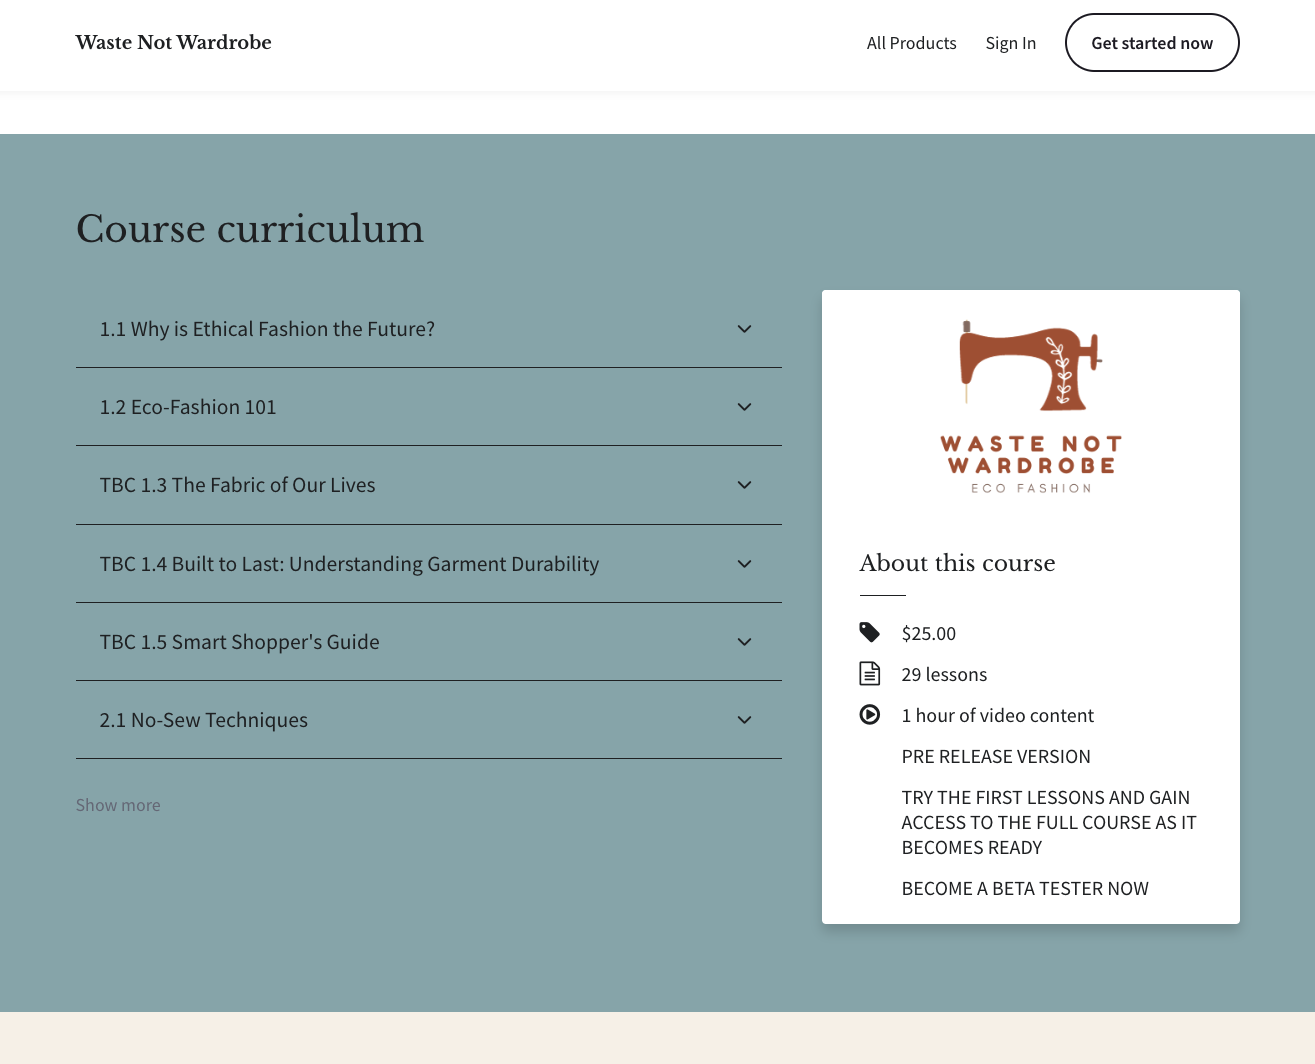 Waste Not Wardrobe
All Products
Sign In
Get started now
Course curriculum
1.1 Why is Ethical Fashion the Future?
1.2 Eco-Fashion 101
TBC 1.3 The Fabric of Our Lives
TBC 1.4 Built to Last: Understanding Garment Durability
TBC 1.5 Smart Shopper's Guide
2.1 No-Sew Techniques
Show more
WASTE NOT
WARDROBE
ECO FASHION
About this course
$25.00
29 lessons
1 hour of video content
PRE RELEASE VERSION
TRY THE FIRST LESSONS AND GAIN
ACCESS TO THE FULL COURSE AS IT
BECOMES READY
BECOME A BETA TESTER NOW